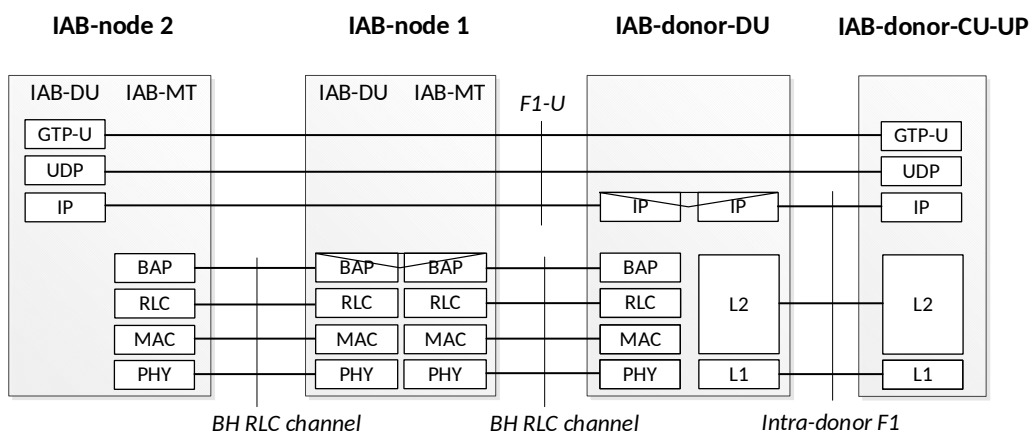 IAB-node 2 IAB-node 1 IAB-donor-DU IAB-donor-CU-UP
IAB-DU IAB-MT IAB-DU IAB-MT
F1-U
GTP-U GTP-U
UDP UDP
IP IP IP IP
BAP BAP BAP BAP
RLC RLC RLC RLC L2 L2
MAC MAC MAC MAC
PHY PHY PHY PHY L1 L1
BH RLC channel BH RLC channel Intra-donor F1